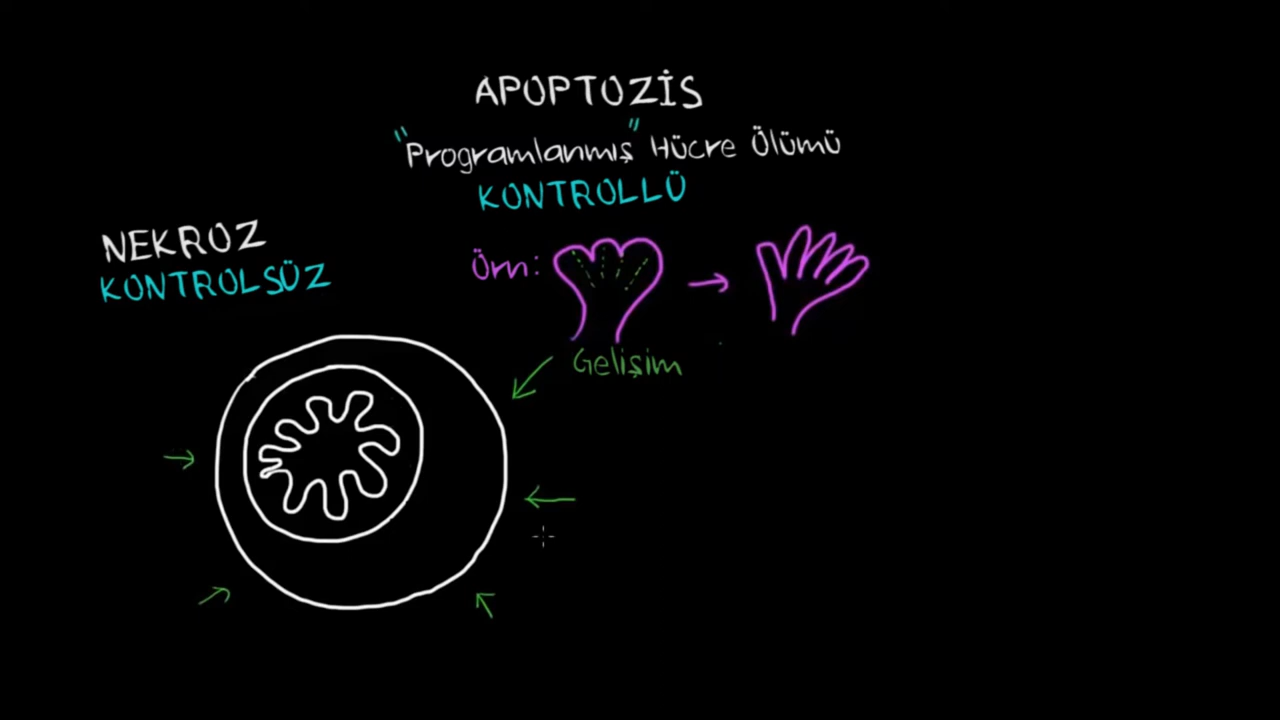 APOPTOZİS
"Programlanmış" Hücre Ölümü
KONTROLLÜ
NEKROZ
KONTROLSÜZ
Örn:
Gelişim